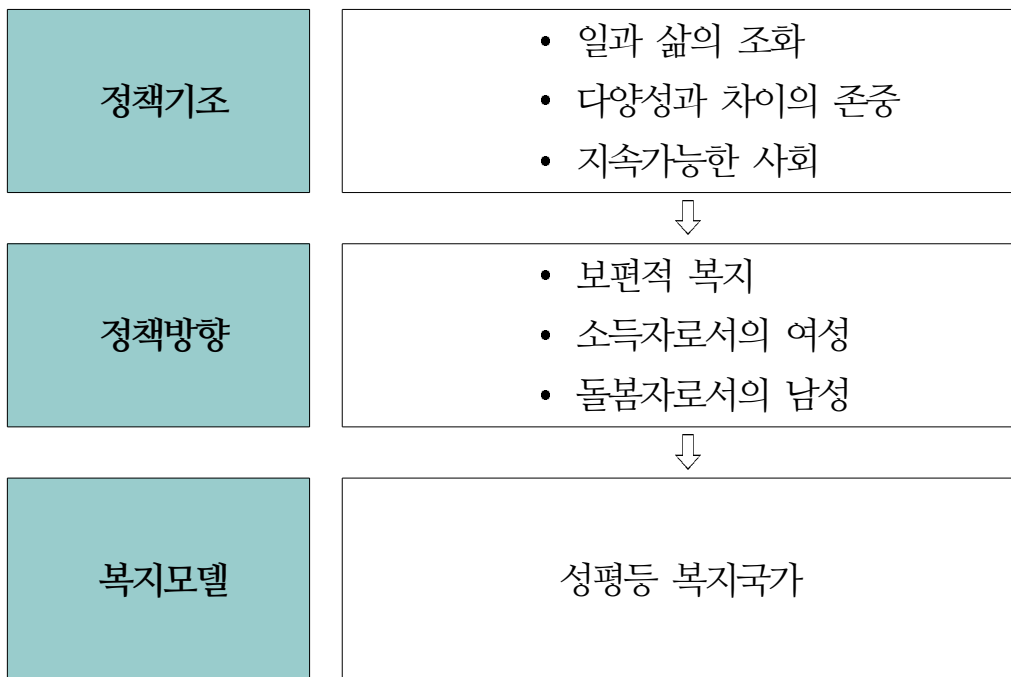 정책기조
• 일과 삶의 조화
• 다양성과 차이의 존중
• 지속가능한 사회
정책방향
• 보편적 복지
• 소득자로서의 여성
• 돌봄자로서의 남성
복지모델
성평등 복지국가